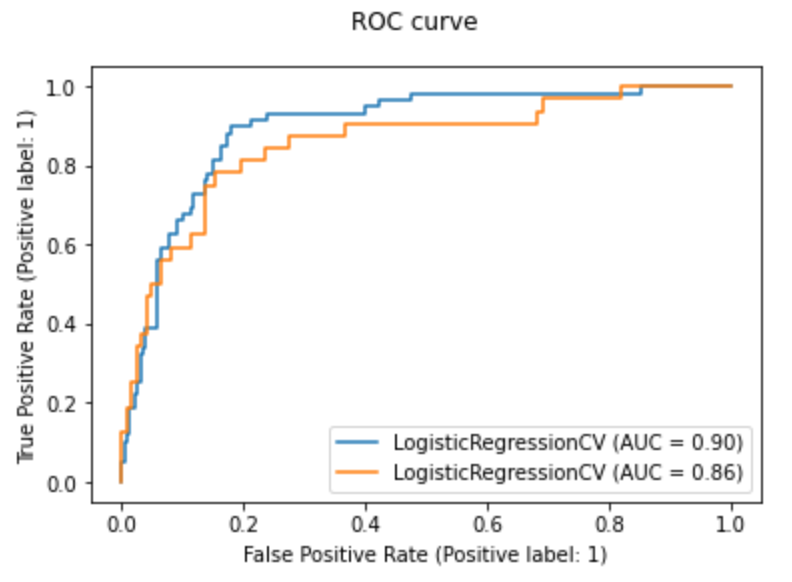 ROC curve
1.0
0.8
0.6
0.4
0.2
0.0
True Positive Rate (Positive label: 1)
LogisticRegressionCV (AUC = 0.90)
LogisticRegressionCV (AUC = 0.86)
0.0 0.2 0.4 0.6 0.8 1.0
False Positive Rate (Positive label: 1)